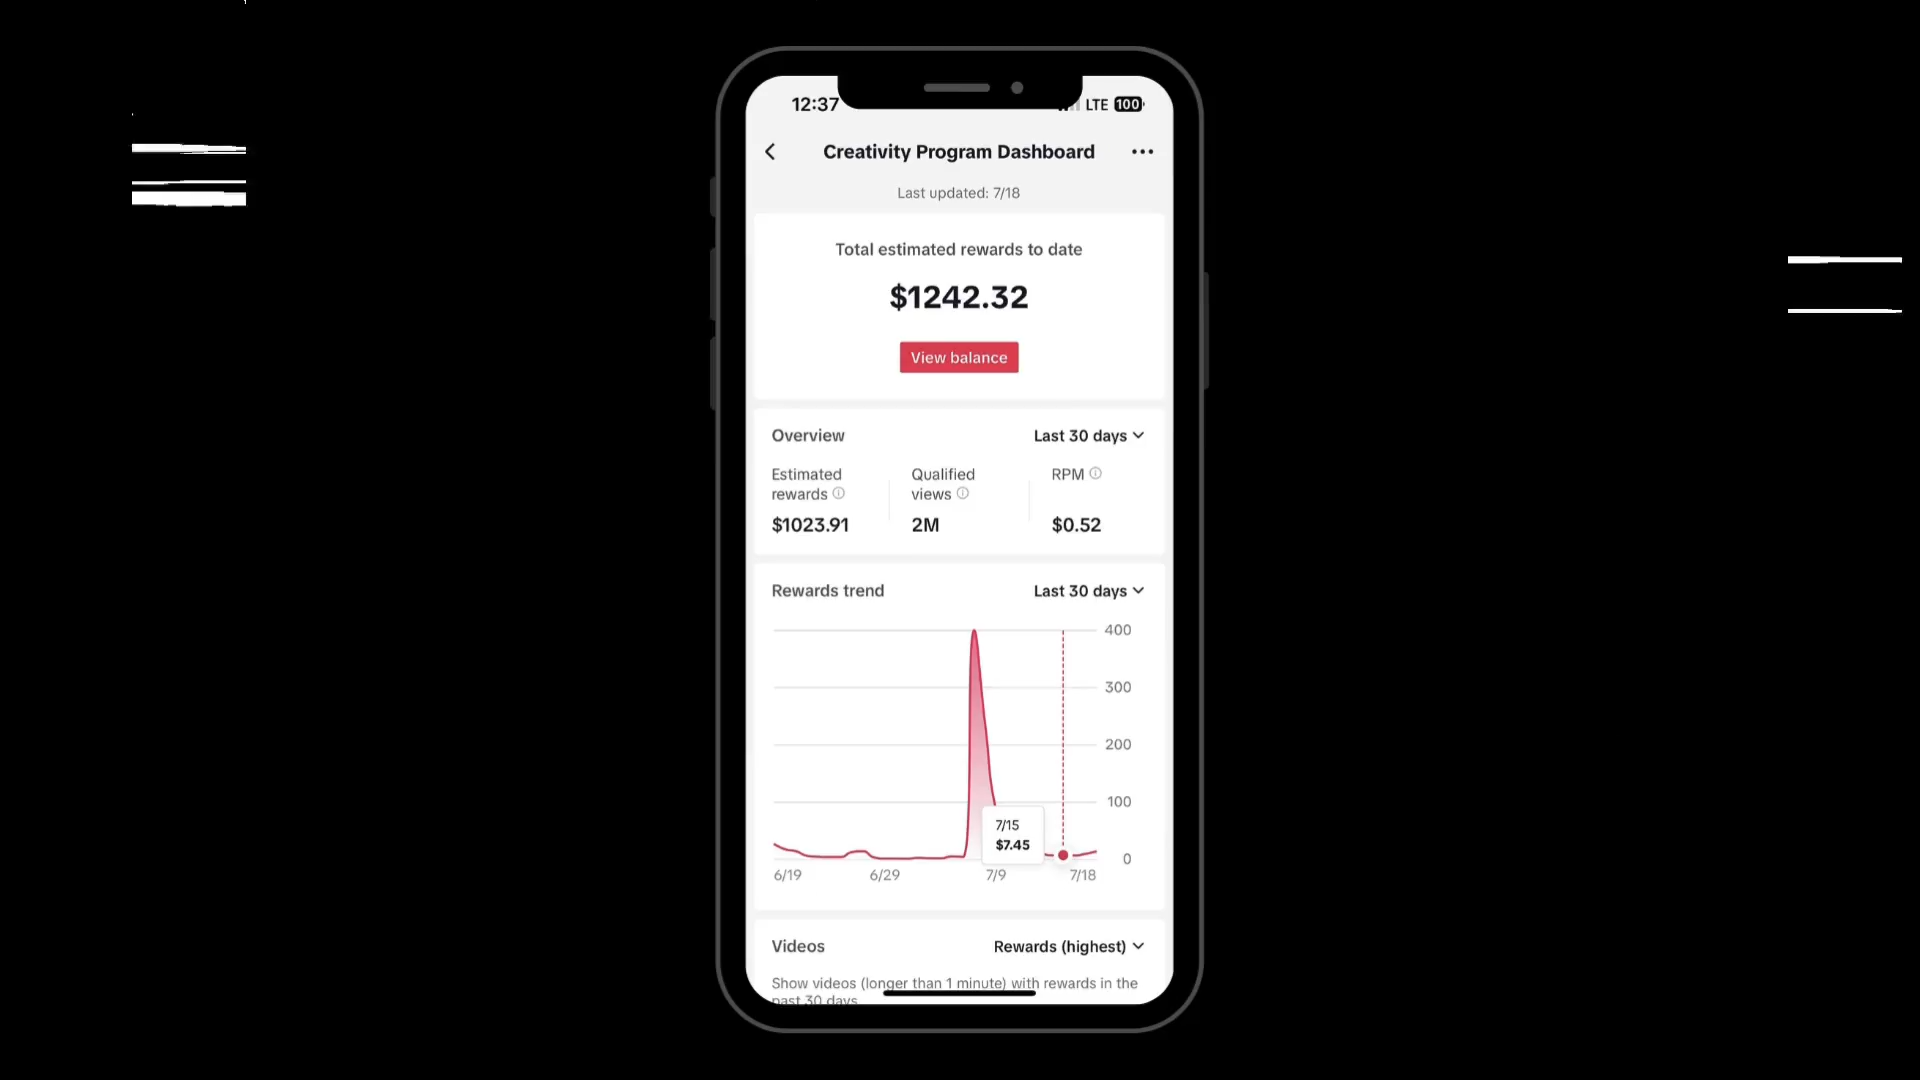 12:37
LTE 100
Creativity Program Dashboard
Last updated: 7/18
Total estimated rewards to date
$1242.32
View balance
Overview
Last 30 days
Estimated rewards
Qualified views
RPM
$1023.91
2M
$0.52
Rewards trend
Last 30 days
400
300
200
100
0
7/15
$7.45
6/19
6/29
7/9
7/18
Videos
Rewards (highest)
Show videos (longer than 1 minute) with rewards in the
past 30 days